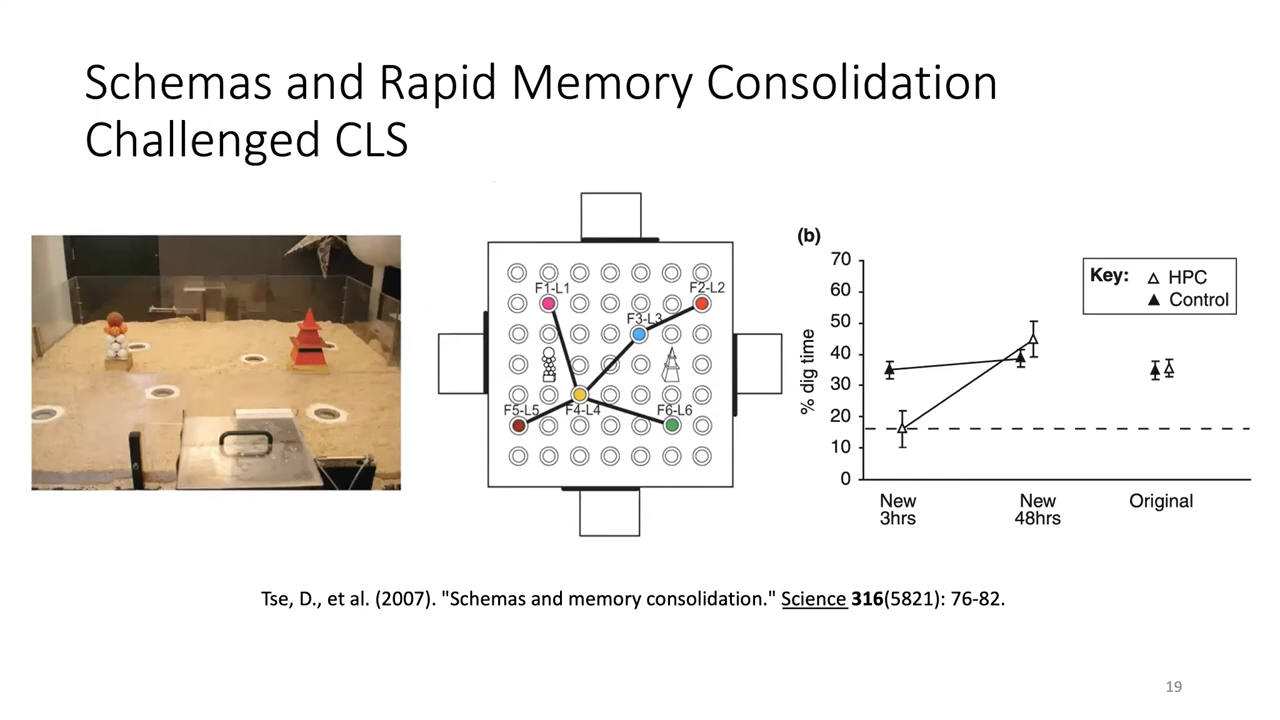 Schemas and Rapid Memory Consolidation
Challenged CLS
F1-L1
F2-L2
F3-L3
F5-L5
F4-L4
F6-L6
(b)
Key: HPC
Control
% dig time
70
60
50
40
30
20
10
0
New
3hrs
New
48hrs
Original
Tse, D., et al. (2007). "Schemas and memory consolidation." Science 316(5821): 76-82.
19